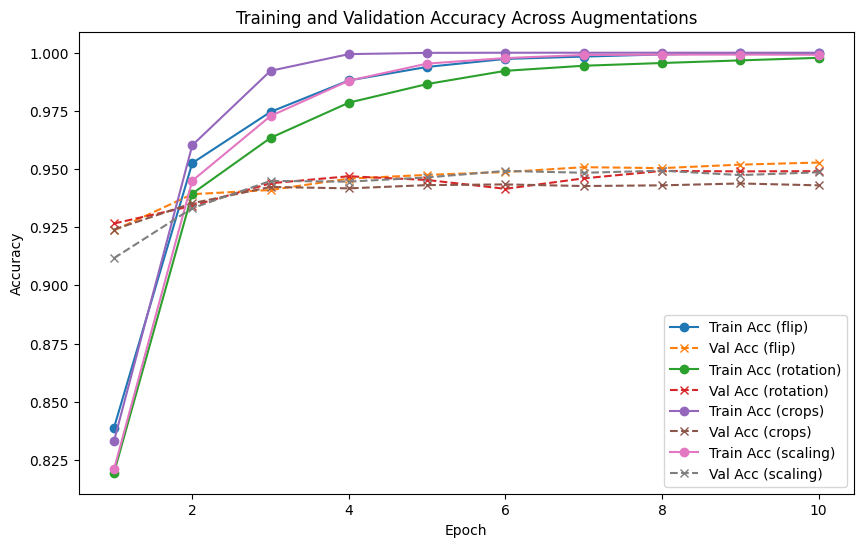 Training and Validation Accuracy Across Augmentations
Accuracy
1.000
0.975
0.950
0.925
0.900
0.875
0.850
0.825
2
4
6
8
10
Epoch
Train Acc (flip)
Val Acc (flip)
Train Acc (rotation)
Val Acc (rotation)
Train Acc (crops)
Val Acc (crops)
Train Acc (scaling)
Val Acc (scaling)